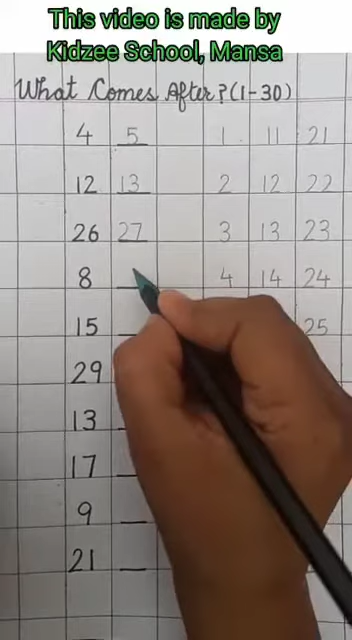 This video is made by
Kidzee School, Mansa
What Comes After?(1-30)
4 5 1 11 21
12 13 2 12 22
26 27 3 13 23
8 4 14 24
15 25
29
13
17
9
21